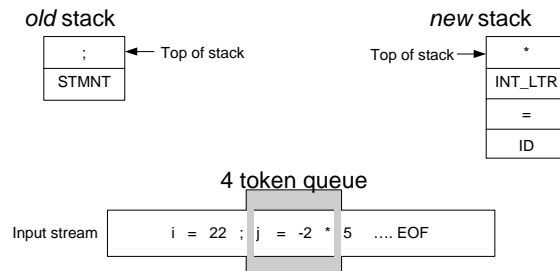 old stack
new stack
; Top of stack
STMNT
Top of stack *
INT_LTR
=
ID
4 token queue
Input stream i = 22 ; j = -2 * 5 .... EOF